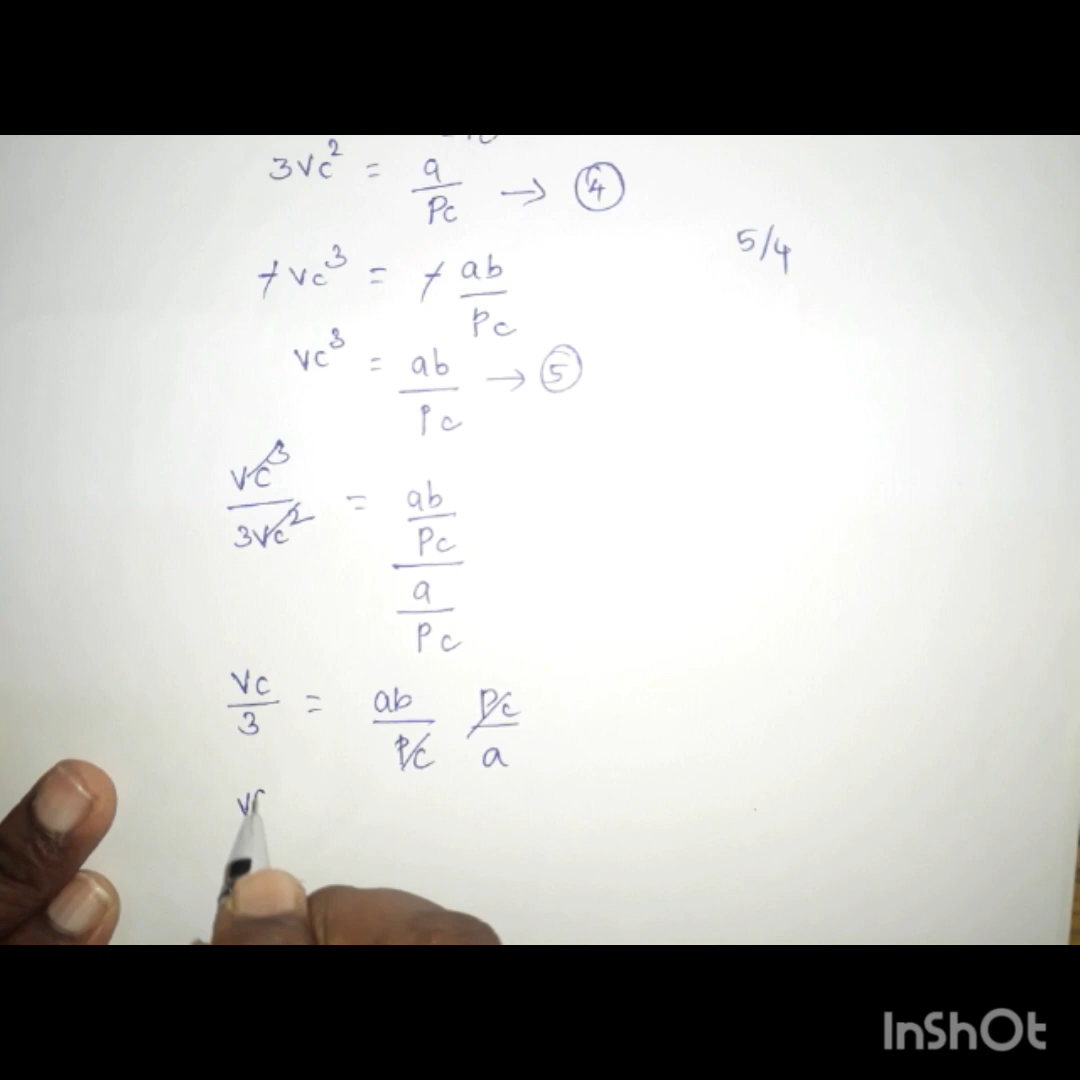 3Vc² = a/Pc → ④
5/4
-Vc³ = - ab/Pc
Vc³ = ab/Pc → ⑤
Vc³/3Vc² = ab/Pc / a/Pc
Vc/3 = ab/Pc Pc/a
Vc
InShOt